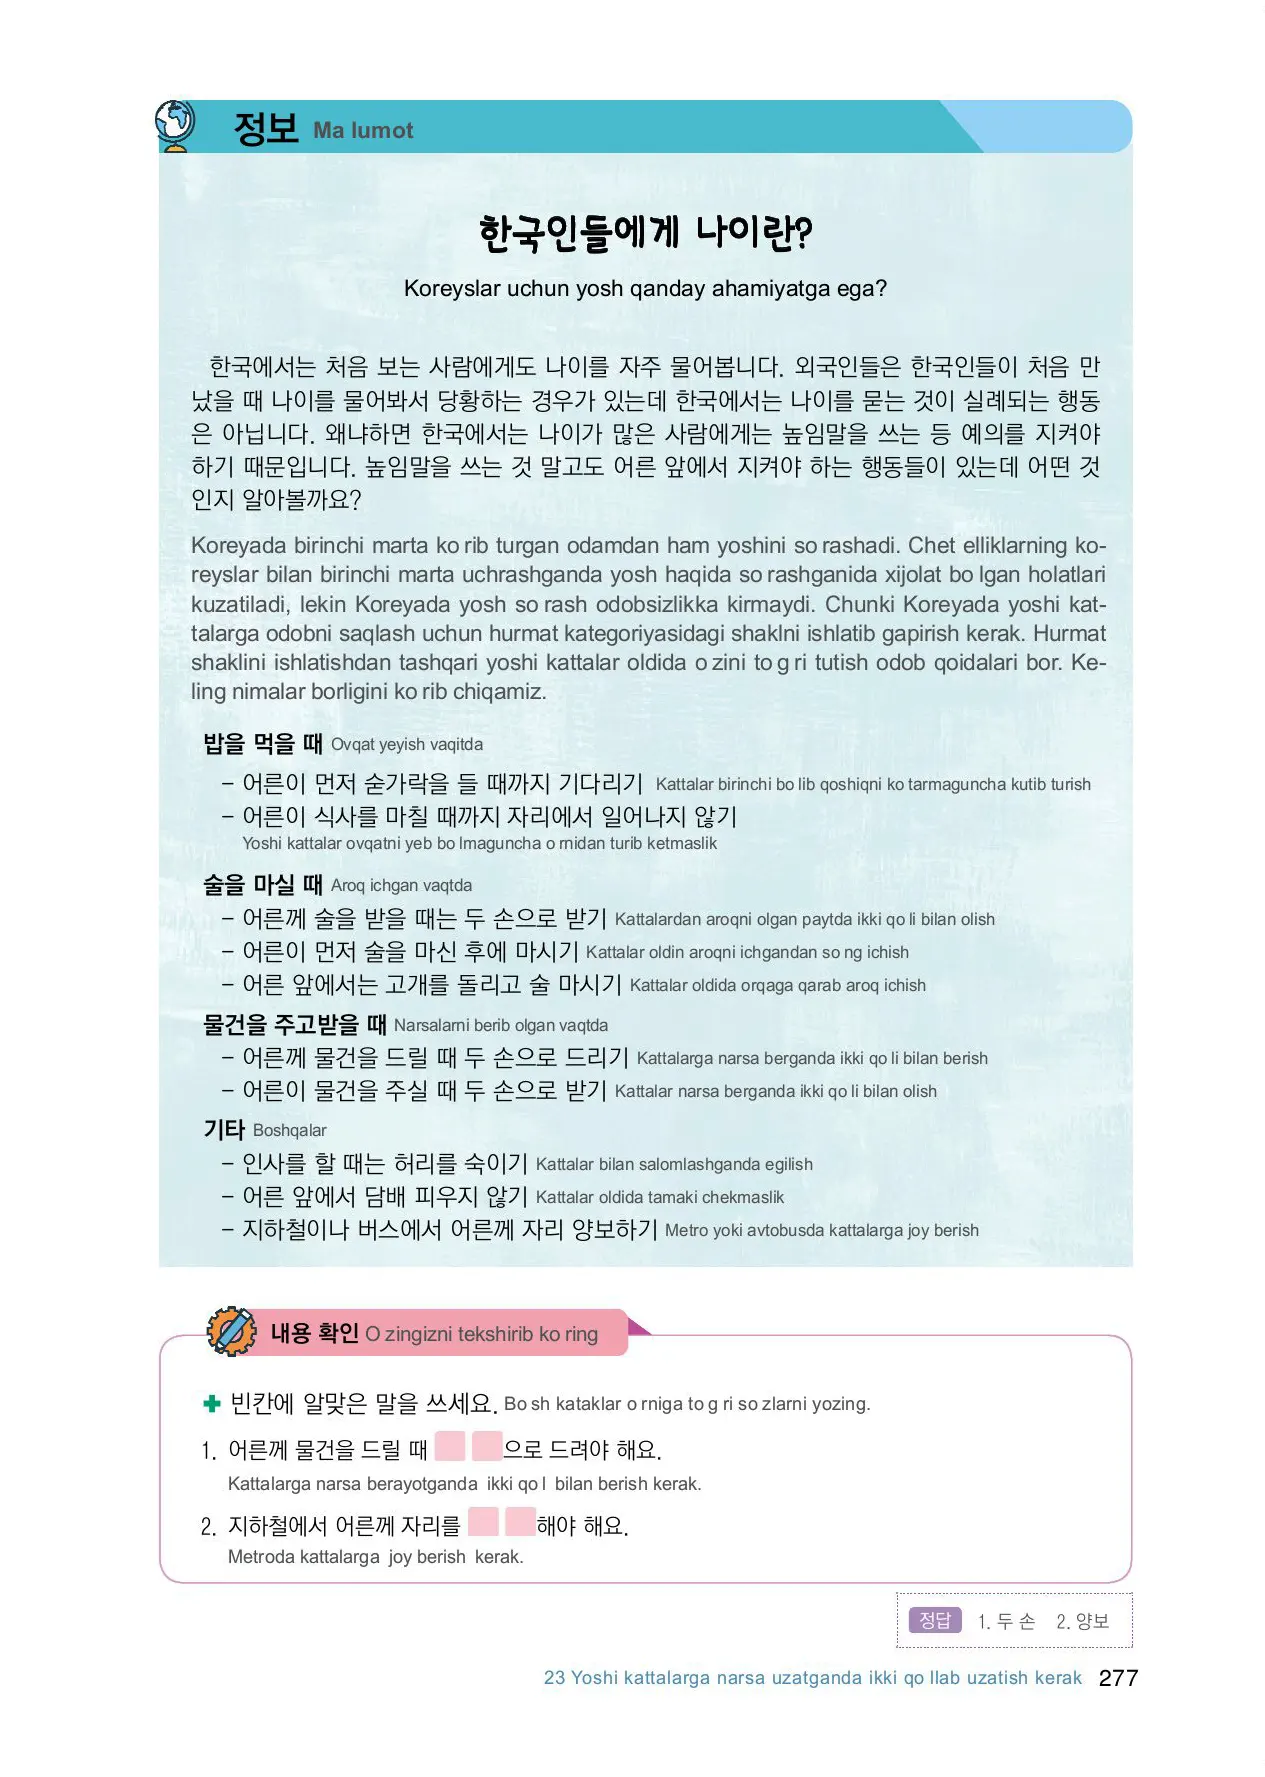 정보 Ma lumot
한국인들에게 나이란?
Koreyslar uchun yosh qanday ahamiyatga ega?
한국에서는 처음 보는 사람에게도 나이를 자주 물어봅니다. 외국인들은 한국인들이 처음 만
났을 때 나이를 물어봐서 당황하는 경우가 있는데 한국에서는 나이를 묻는 것이 실례되는 행동
은 아닙니다. 왜냐하면 한국에서는 나이가 많은 사람에게는 높임말을 쓰는 등 예의를 지켜야
하기 때문입니다. 높임말을 쓰는 것 말고도 어른 앞에서 지켜야 하는 행동들이 있는데 어떤 것
인지 알아볼까요?
Koreyada birinchi marta ko rib turgan odamdan ham yoshini so rashadi. Chet elliklarning ko-
reyslar bilan birinchi marta uchrashganda yosh haqida so rashganida xijolat bo lgan holatlari
kuzatiladi, lekin Koreyada yosh so rash odobsizlikka kirmaydi. Chunki Koreyada yoshi kat-
talarga odobni saqlash uchun hurmat kategoriyasidagi shaklni ishlatib gapirish kerak. Hurmat
shaklini ishlatishdan tashqari yoshi kattalar oldida o zini to g ri tutish odob qoidalari bor. Ke-
ling nimalar borligini ko rib chiqamiz.
밥을 먹을 때 Ovqat yeyish vaqitda
– 어른이 먼저 숟가락을 들 때까지 기다리기 Kattalar birinchi bo lib qoshiqni ko tarmaguncha kutib turish
– 어른이 식사를 마칠 때까지 자리에서 일어나지 않기
Yoshi kattalar ovqatni yeb bo lmaguncha o rnidan turib ketmaslik
술을 마실 때 Aroq ichgan vaqtda
– 어른께 술을 받을 때는 두 손으로 받기 Kattalardan aroqni olgan paytda ikki qo li bilan olish
– 어른이 먼저 술을 마신 후에 마시기 Kattalar oldin aroqni ichgandan so ng ichish
– 어른 앞에서는 고개를 돌리고 술 마시기 Kattalar oldida orqaga qarab aroq ichish
물건을 주고받을 때 Narsalarni berib olgan vaqtda
– 어른께 물건을 드릴 때 두 손으로 드리기 Kattalarga narsa berganda ikki qo li bilan berish
– 어른이 물건을 주실 때 두 손으로 받기 Kattalar narsa berganda ikki qo li bilan olish
기타 Boshqalar
– 인사를 할 때는 허리를 숙이기 Kattalar bilan salomlashganda egilish
– 어른 앞에서 담배 피우지 않기 Kattalar oldida tamaki chekmaslik
– 지하철이나 버스에서 어른께 자리 양보하기 Metro yoki avtobusda kattalarga joy berish
내용 확인 O zingizni tekshirib ko ring
빈칸에 알맞은 말을 쓰세요. Bo sh kataklar o rniga to g ri so zlarni yozing.
1. 어른께 물건을 드릴 때 으로 드려야 해요.
Kattalarga narsa berayotganda ikki qo l bilan berish kerak.
2. 지하철에서 어른께 자리를 해야 해요.
Metroda kattalarga joy berish kerak.
정답 1. 두 손 2. 양보
23 Yoshi kattalarga narsa uzatganda ikki qo llab uzatish kerak 277